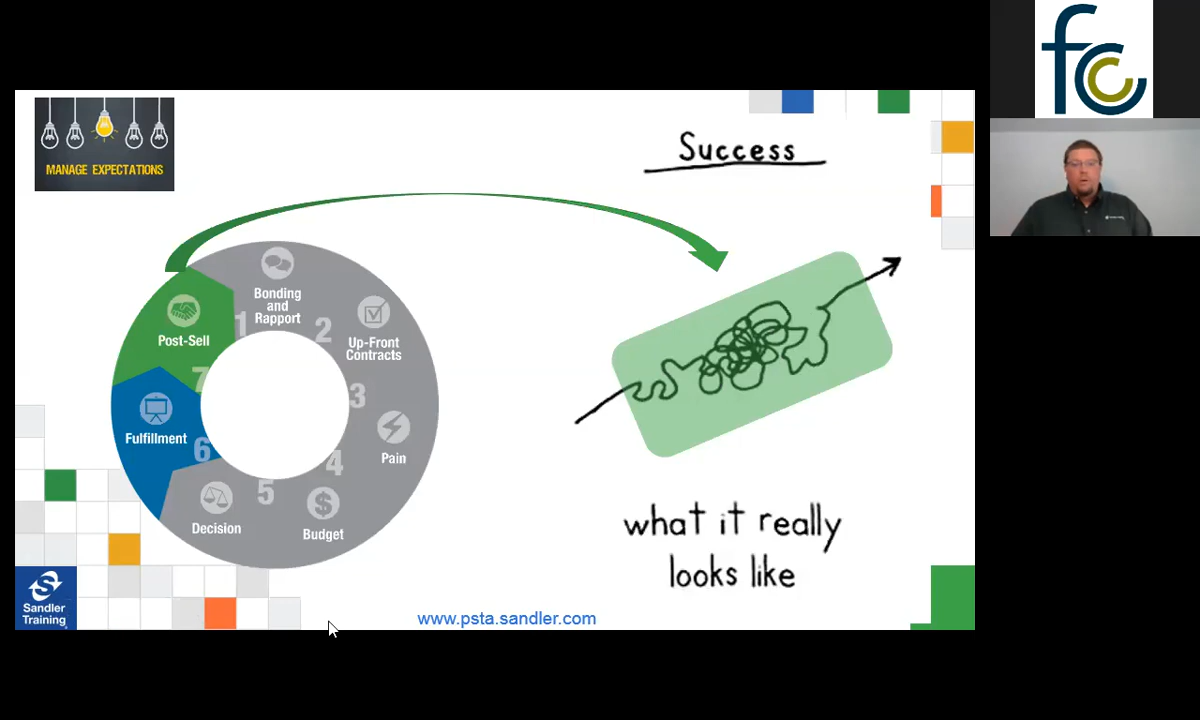 MANAGE EXPECTATIONS
Success
1
Bonding
and
Rapport
2
Up-Front
Contracts
3
Pain
4
Budget
5
Decision
6
Fulfillment
7
Post-Sell
what it really
looks like
Sandler
Training
www.psta.sandler.com
fcc